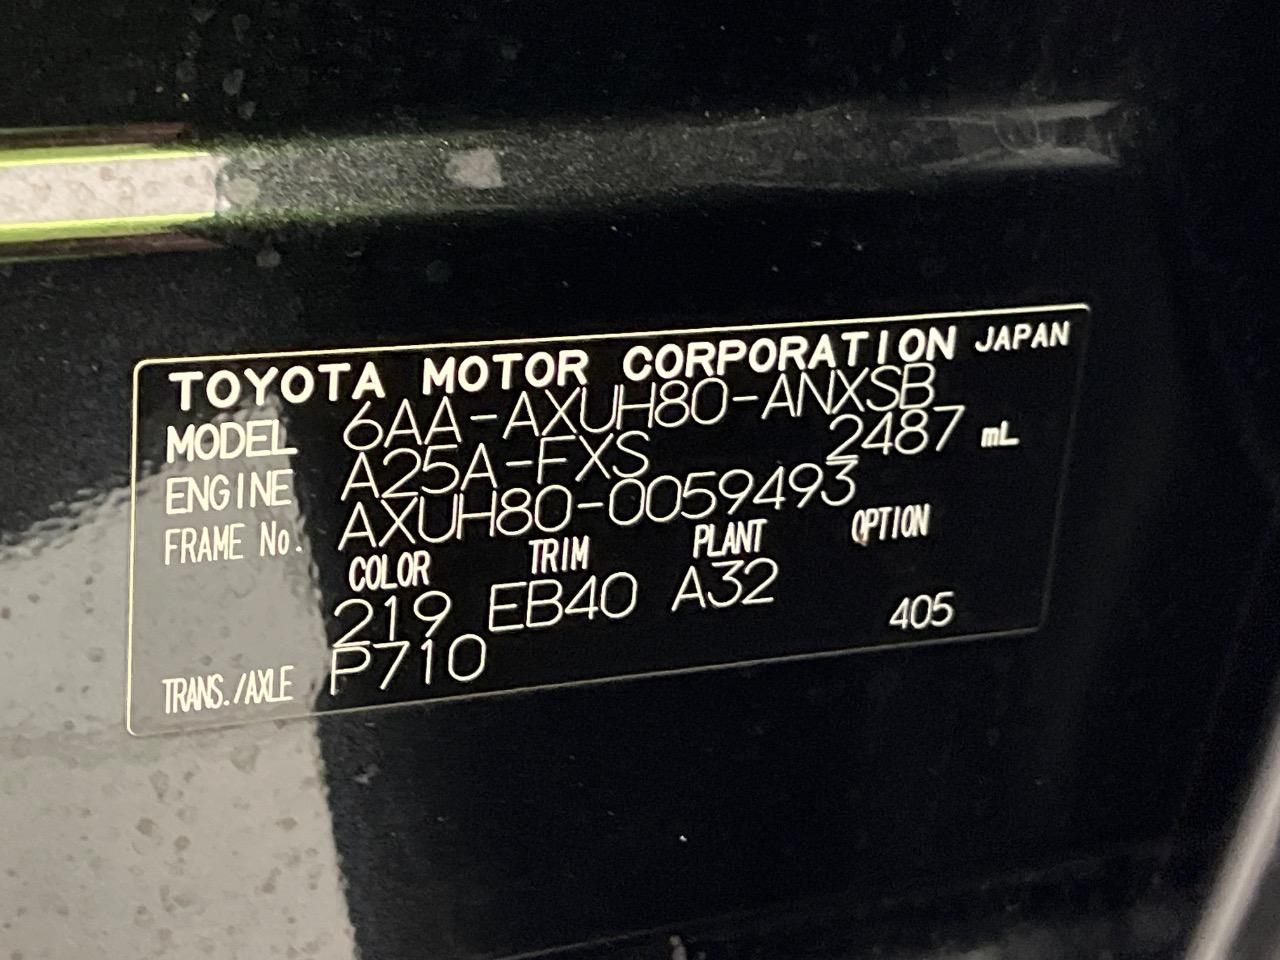 TOYOTA MOTOR CORPORATION JAPAN
MODEL 6AA-AXUH80-ANXSB
ENGINE A25A-FXS 2487 mL
FRAME No. AXUH80-0059493
COLOR TRIM PLANT OPTION
219 EB40 A32
TRANS./AXLE P710 405